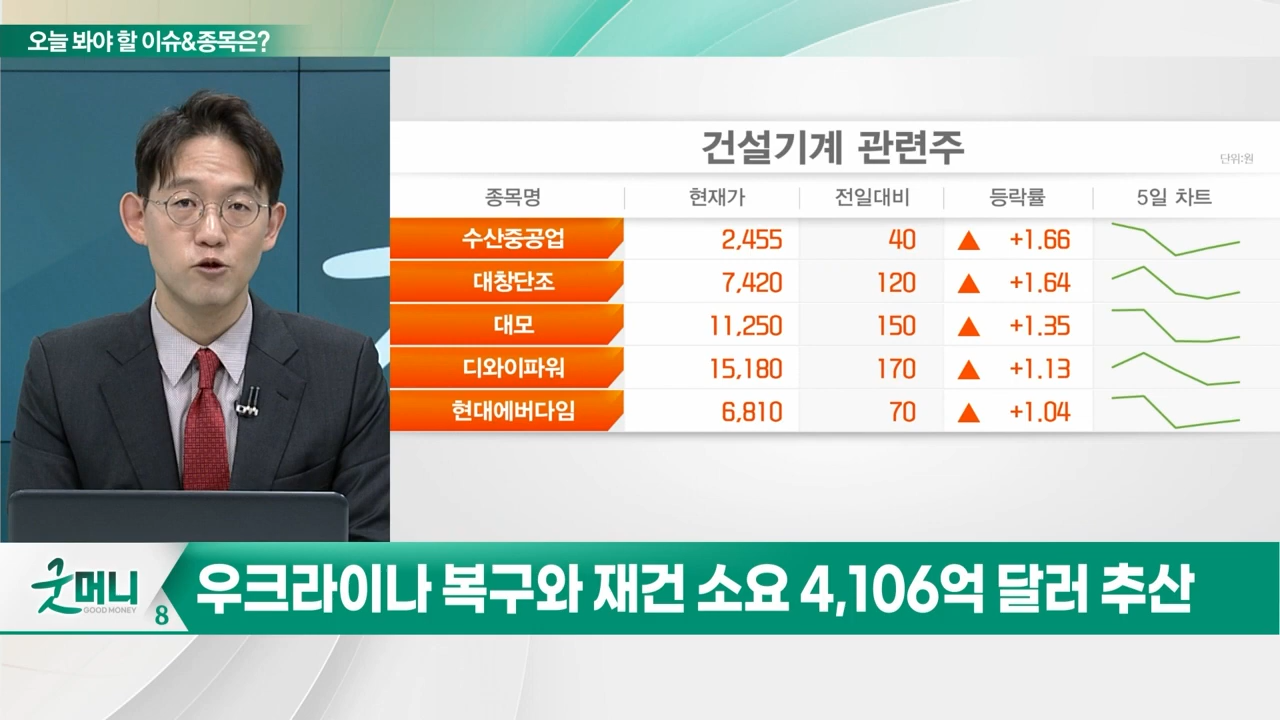 오늘 봐야 할 이슈&종목은?
건설기계 관련주
단위:원
종목명 현재가 전일대비 등락률 5일 차트
수산중공업 2,455 40 ▲ +1.66
대창단조 7,420 120 ▲ +1.64
대모 11,250 150 ▲ +1.35
디와이파워 15,180 170 ▲ +1.13
현대에버다임 6,810 70 ▲ +1.04
굿머니
GOOD MONEY
8
우크라이나 복구와 재건 소요 4,106억 달러 추산